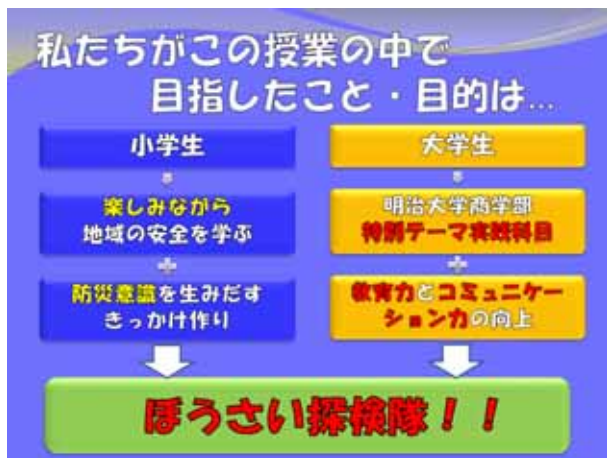 私たちがこの授業の中で
目指したこと・目的は…
小学生
楽しみながら
地域の安全を学ぶ
防災意識を生みだす
きっかけ作り
大学生
明治大学商学部
特別テーマ実践科目
教育力とコミュニケー
ション力の向上
ぼうさい探検隊！！